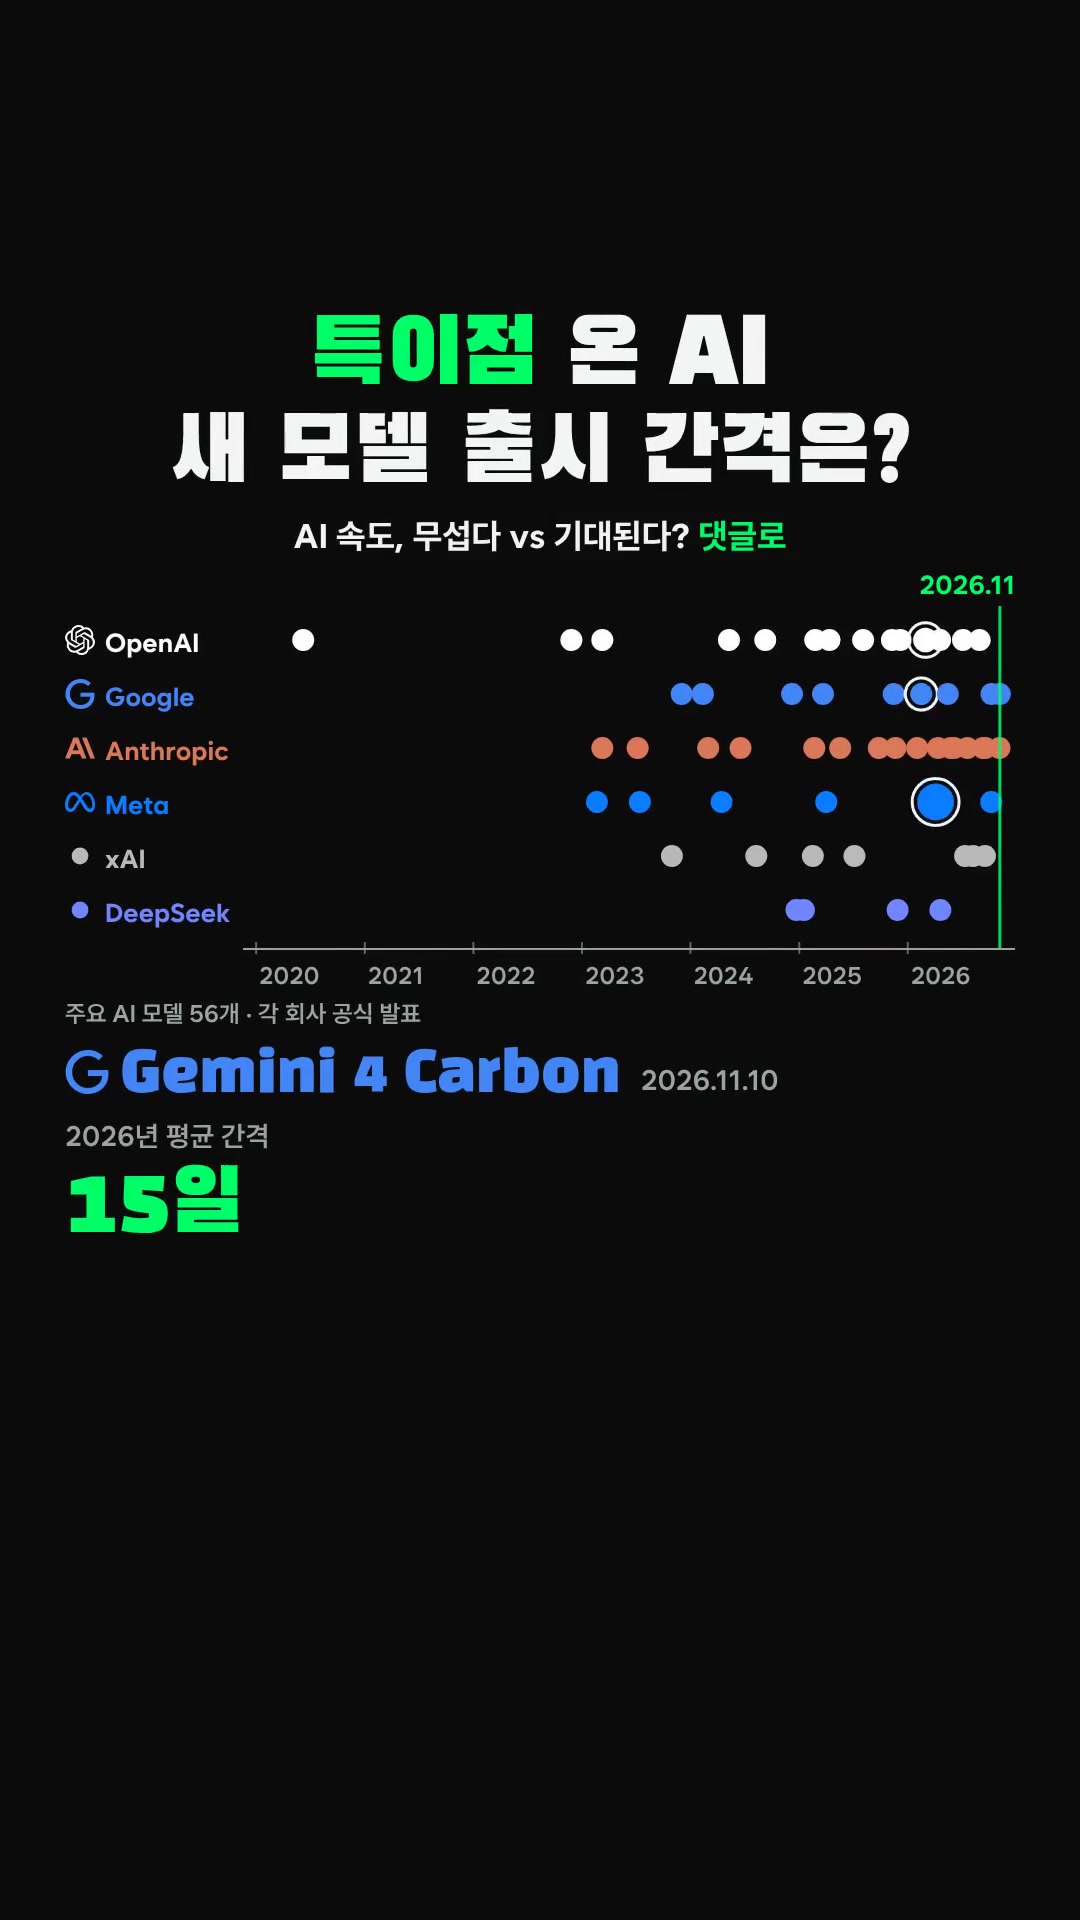 특이점 온 AI
새 모델 출시 간격은?
AI 속도, 무섭다 vs 기대된다? 댓글로
2026.11
OpenAI
Google
Anthropic
Meta
xAI
DeepSeek
2020 2021 2022 2023 2024 2025 2026
주요 AI 모델 56개 · 각 회사 공식 발표
Gemini 4 Carbon 2026.11.10
2026년 평균 간격
15일